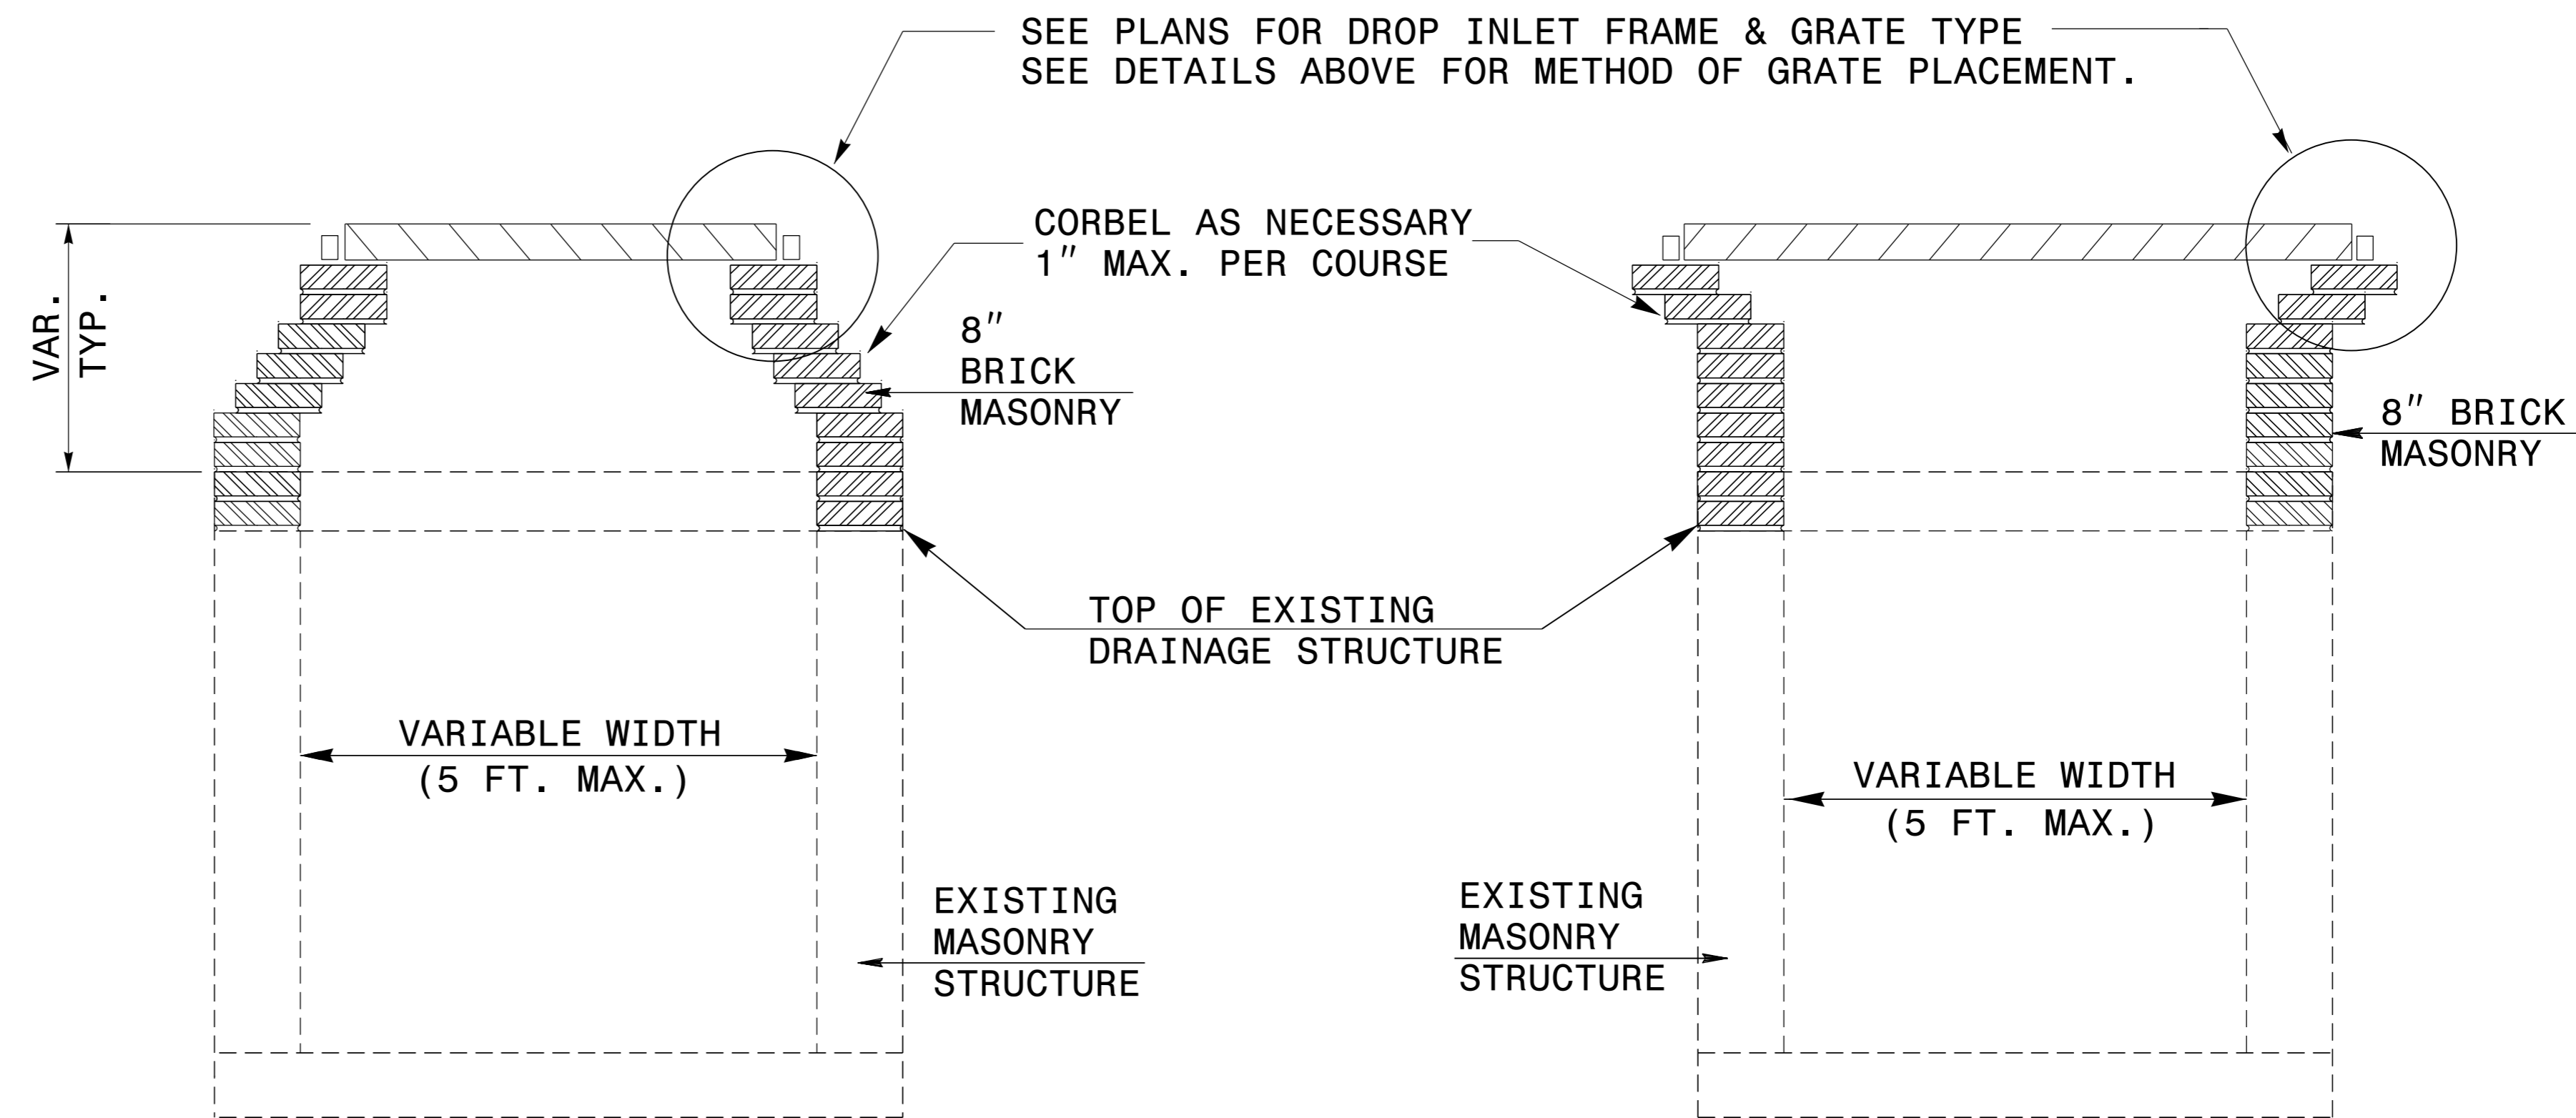 SEE PLANS FOR DROP INLET FRAME & GRATE TYPE
SEE DETAILS ABOVE FOR METHOD OF GRATE PLACEMENT.
CORBEL AS NECESSARY
1" MAX. PER COURSE
VAR.
TYP.
8"
BRICK
MASONRY
8" BRICK
MASONRY
TOP OF EXISTING
DRAINAGE STRUCTURE
VARIABLE WIDTH
(5 FT. MAX.)
VARIABLE WIDTH
(5 FT. MAX.)
EXISTING
MASONRY
STRUCTURE
EXISTING
MASONRY
STRUCTURE